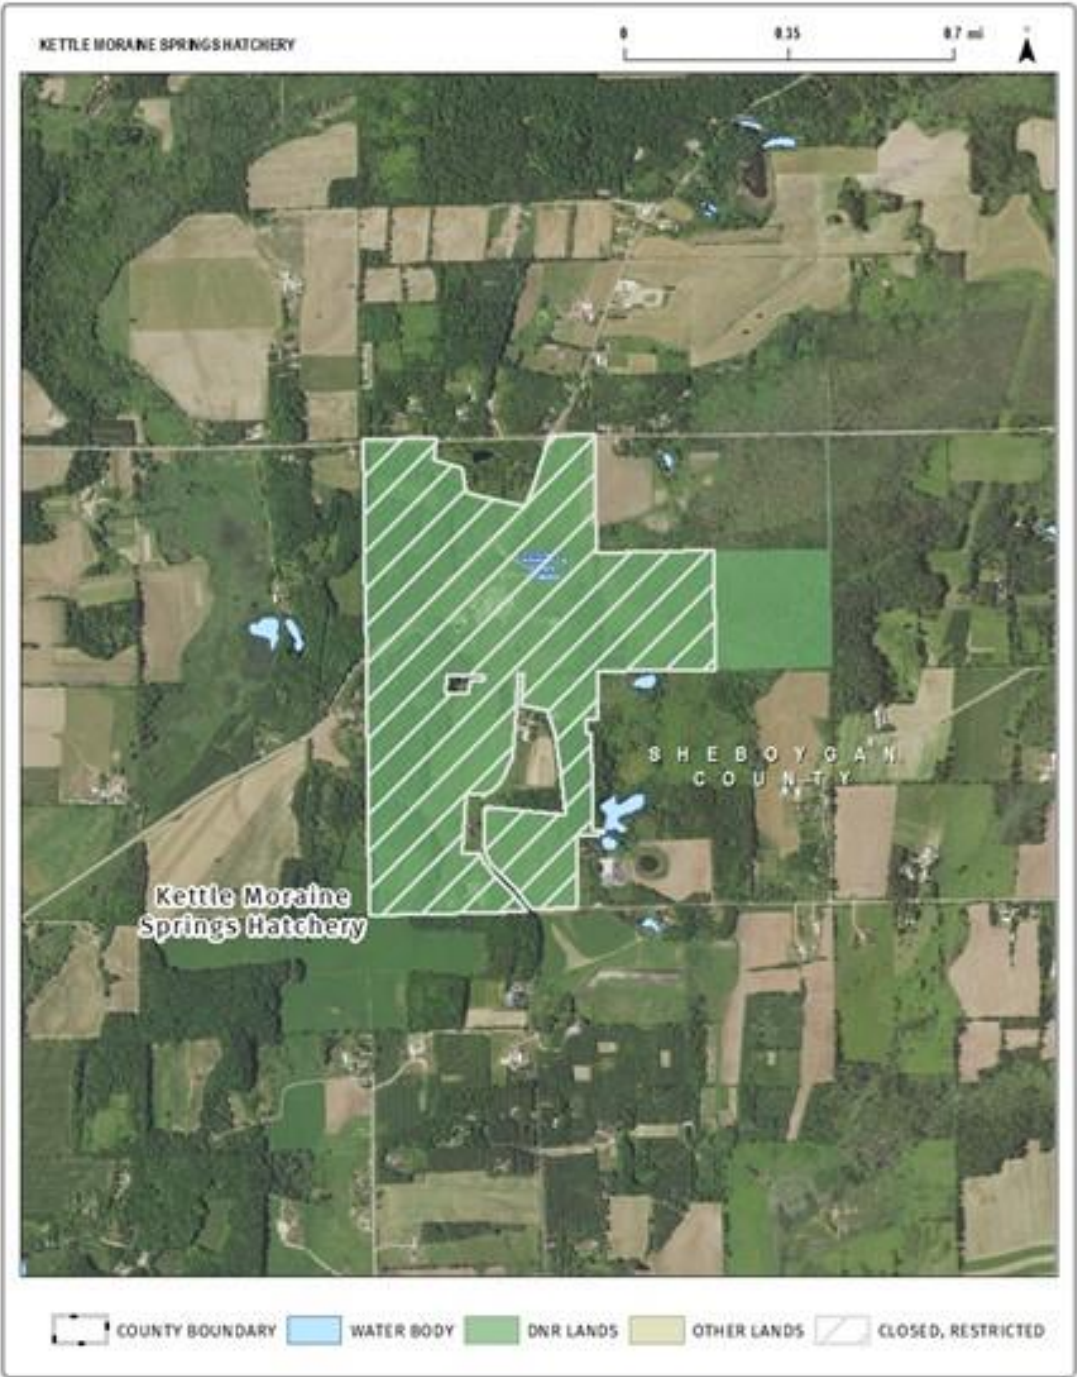 KETTLE MORAINE SPRINGS HATCHERY
0 0.35 0.7 mi
SHEBOYGAN
COUNTY
Kettle Moraine
Springs Hatchery
COUNTY BOUNDARY WATER BODY DNR LANDS OTHER LANDS CLOSED, RESTRICTED